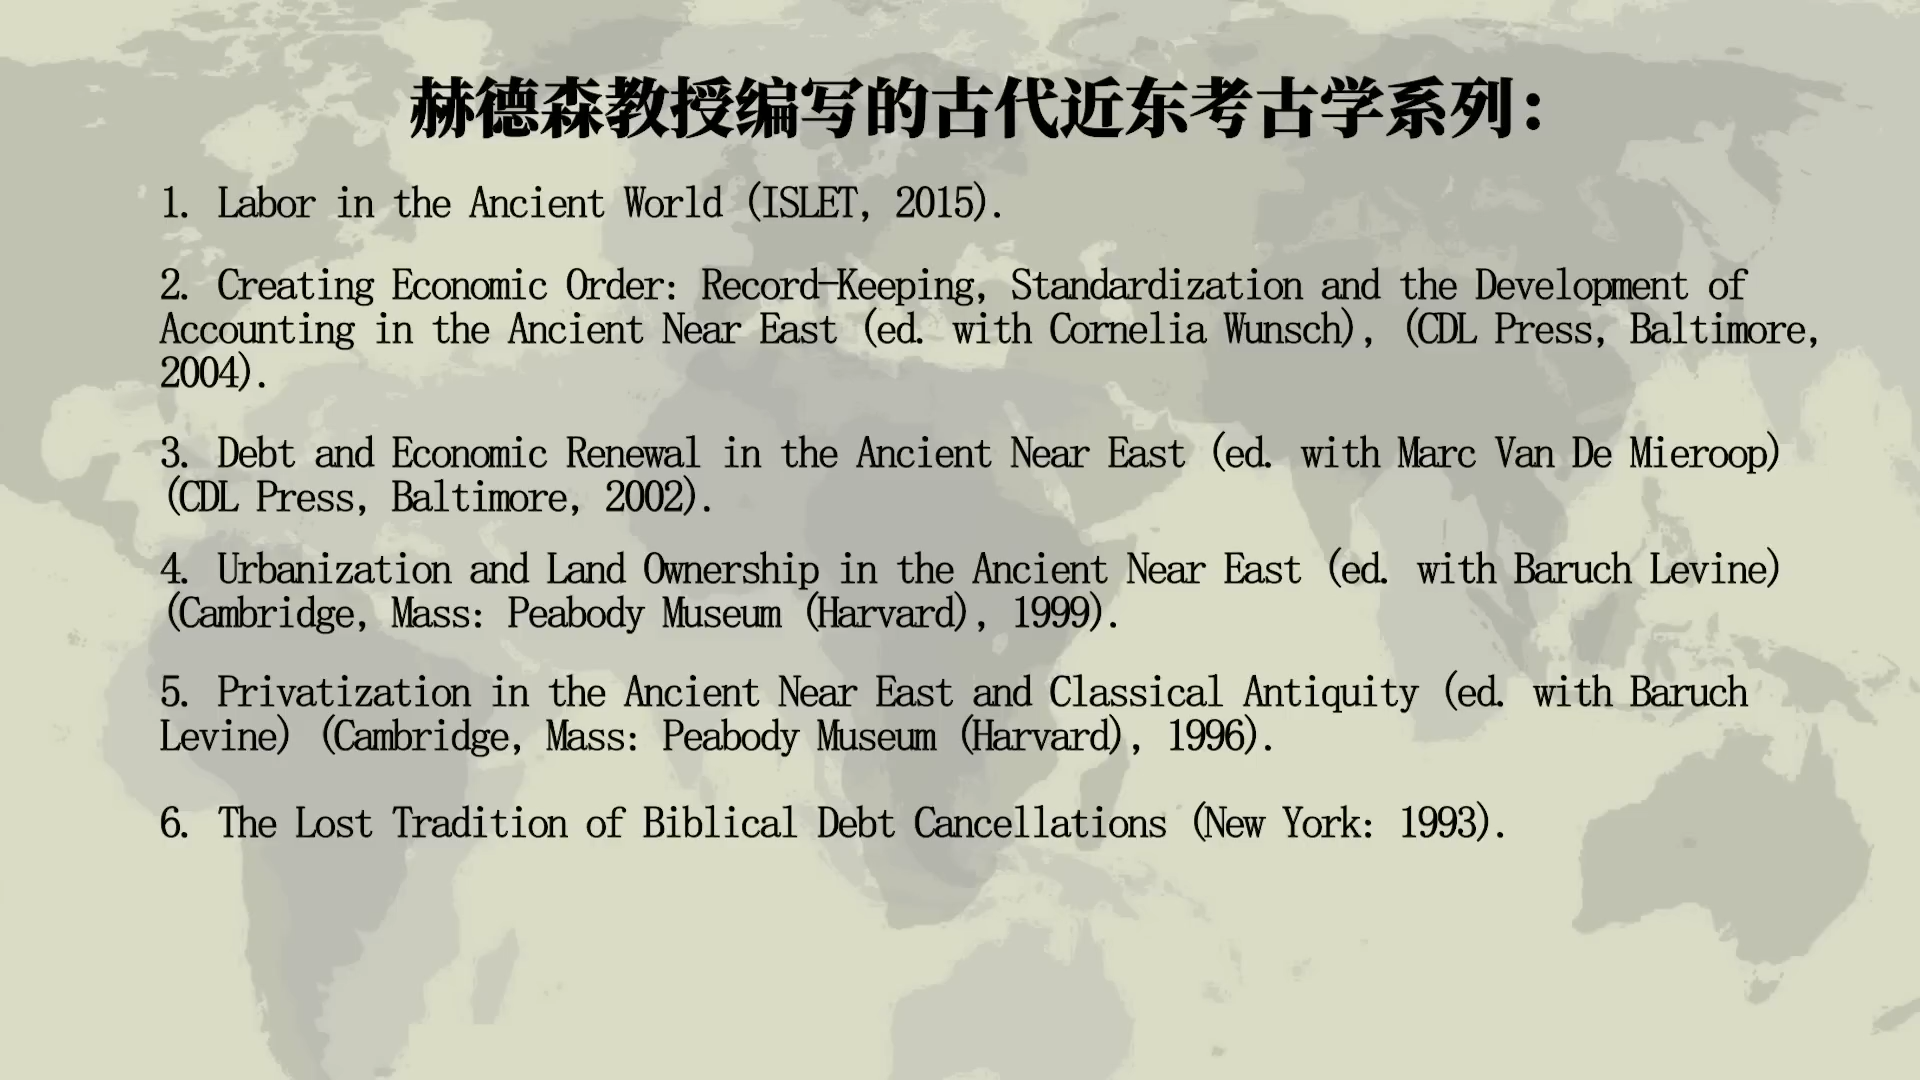 赫德森教授编写的古代近东考古学系列：
1. Labor in the Ancient World (ISLET, 2015).
2. Creating Economic Order: Record-Keeping, Standardization and the Development of
Accounting in the Ancient Near East (ed. with Cornelia Wunsch), (CDL Press, Baltimore,
2004).
3. Debt and Economic Renewal in the Ancient Near East (ed. with Marc Van De Mieroop)
(CDL Press, Baltimore, 2002).
4. Urbanization and Land Ownership in the Ancient Near East (ed. with Baruch Levine)
(Cambridge, Mass: Peabody Museum (Harvard), 1999).
5. Privatization in the Ancient Near East and Classical Antiquity (ed. with Baruch
Levine) (Cambridge, Mass: Peabody Museum (Harvard), 1996).
6. The Lost Tradition of Biblical Debt Cancellations (New York: 1993).